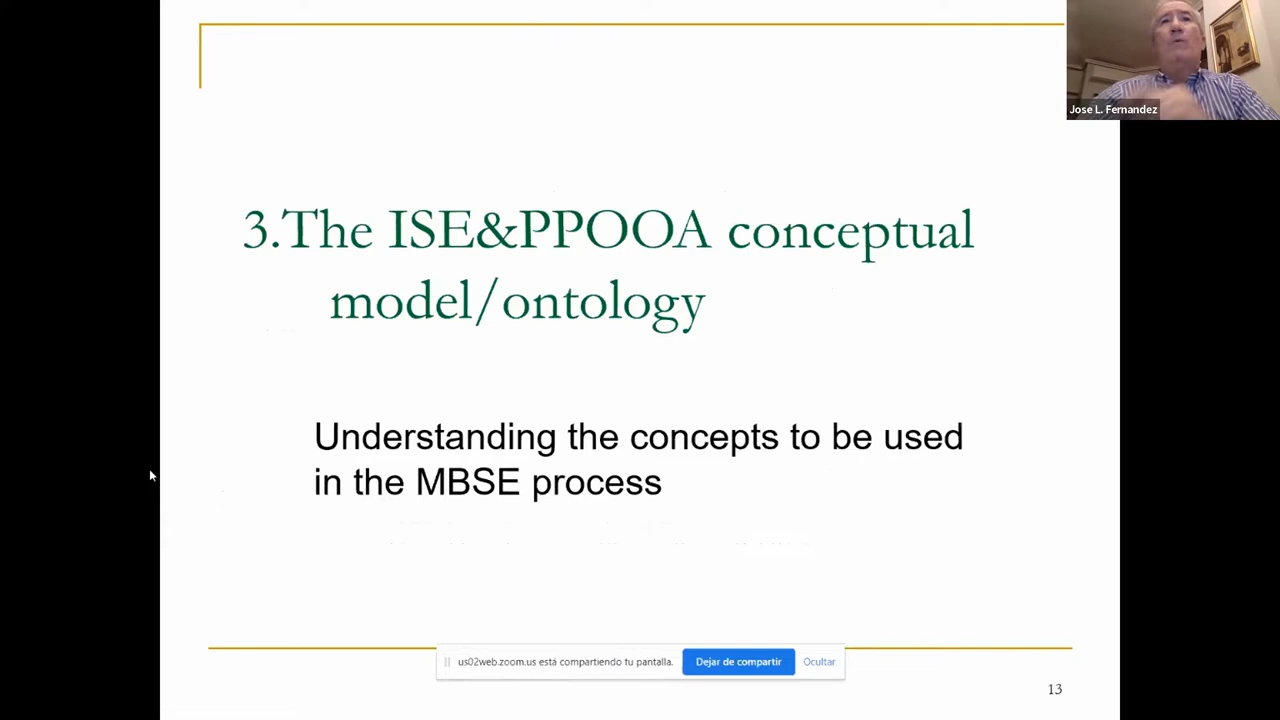 Jose L. Fernandez
3.The ISE&PPOOA conceptual
model/ontology
Understanding the concepts to be used
in the MBSE process
us02web.zoom.us está compartiendo tu pantalla.
Dejar de compartir
Ocultar
13